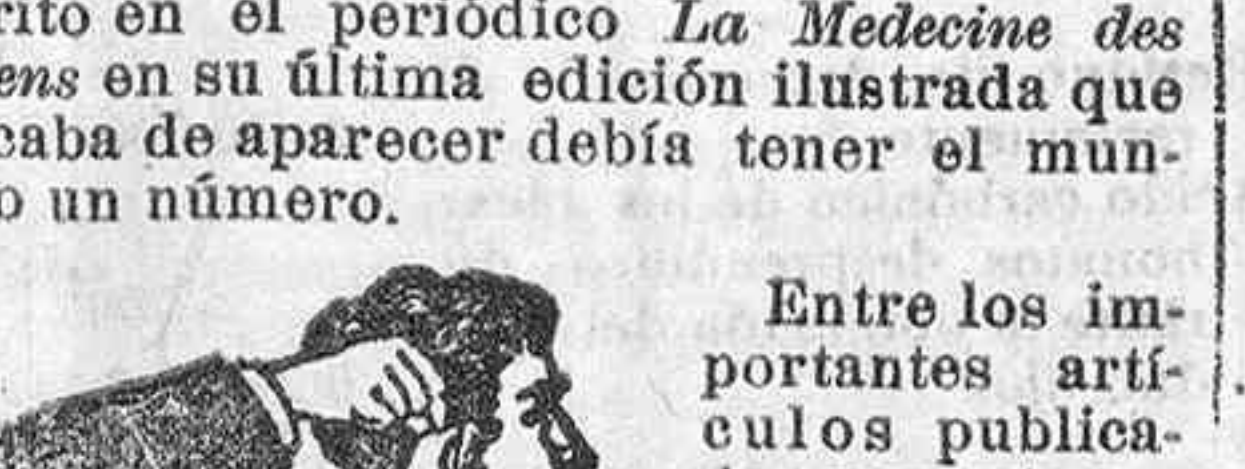 rito en el periódico La Medecine des
ens en su última edición ilustrada que
caba de aparecer debía tener el mun-
o un número.
Entre los im-
portantes artí-
culos publica-